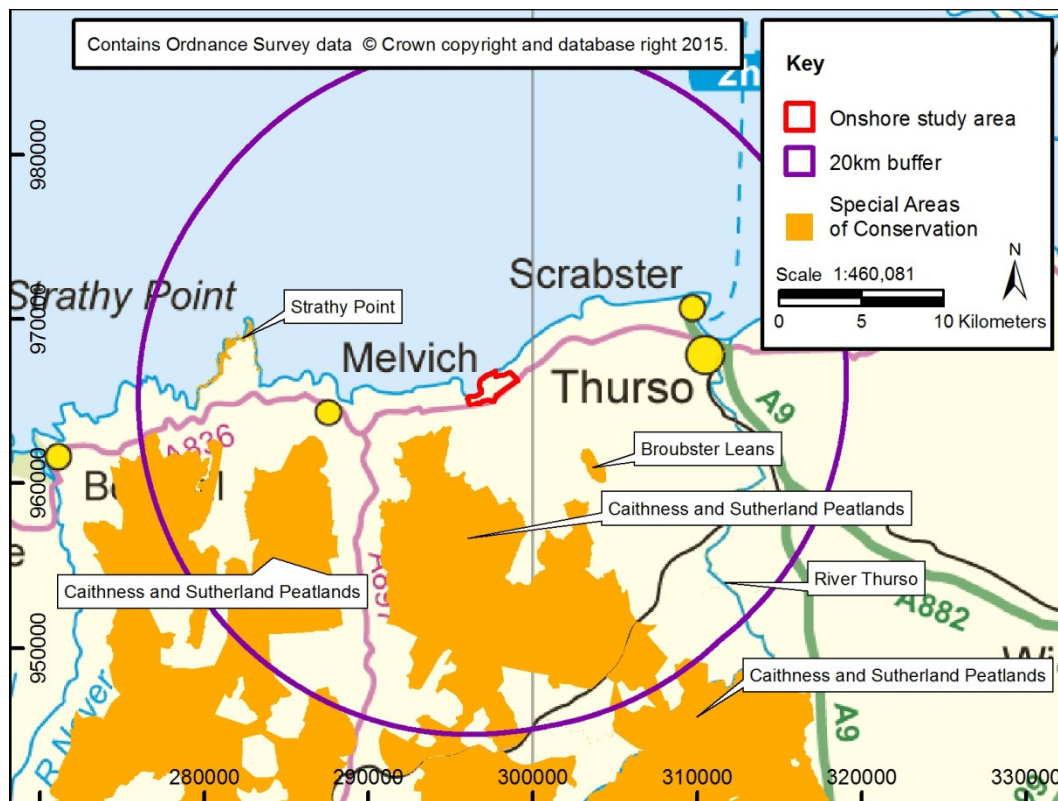 Contains Ordnance Survey data © Crown copyright and database right 2015.
2h
Key
Onshore study area
20km buffer
Special Areas
of Conservation
N
Scale 1:460,081
0 5 10 Kilometers
980000
970000
960000
950000
Strathy Point
Strathy Point
Scrabster
Melvich
Thurso
A9
A836
Broubster Leans
Caithness and Sutherland Peatlands
Caithness and Sutherland Peatlands
A897
River Thurso
A882
Caithness and Sutherland Peatlands
A9
280000 290000 300000 310000 320000 330000